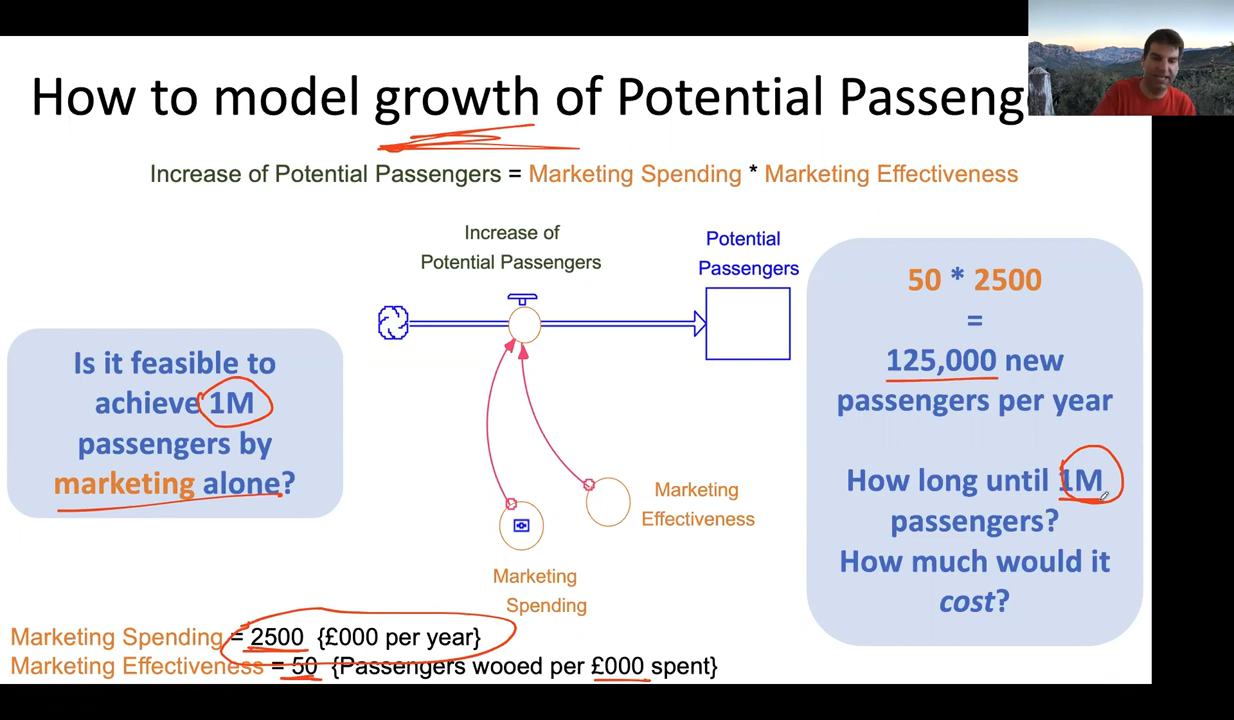 How to model growth of Potential Passeng
Increase of Potential Passengers = Marketing Spending * Marketing Effectiveness
Increase of
Potential Passengers
Potential
Passengers
Is it feasible to
achieve 1M
passengers by
marketing alone?
Marketing
Effectiveness
Marketing
Spending
50 * 2500
=
125,000 new
passengers per year
How long until 1M
passengers?
How much would it
cost?
Marketing Spending = 2500 {£000 per year}
Marketing Effectiveness = 50 {Passengers wooed per £000 spent}